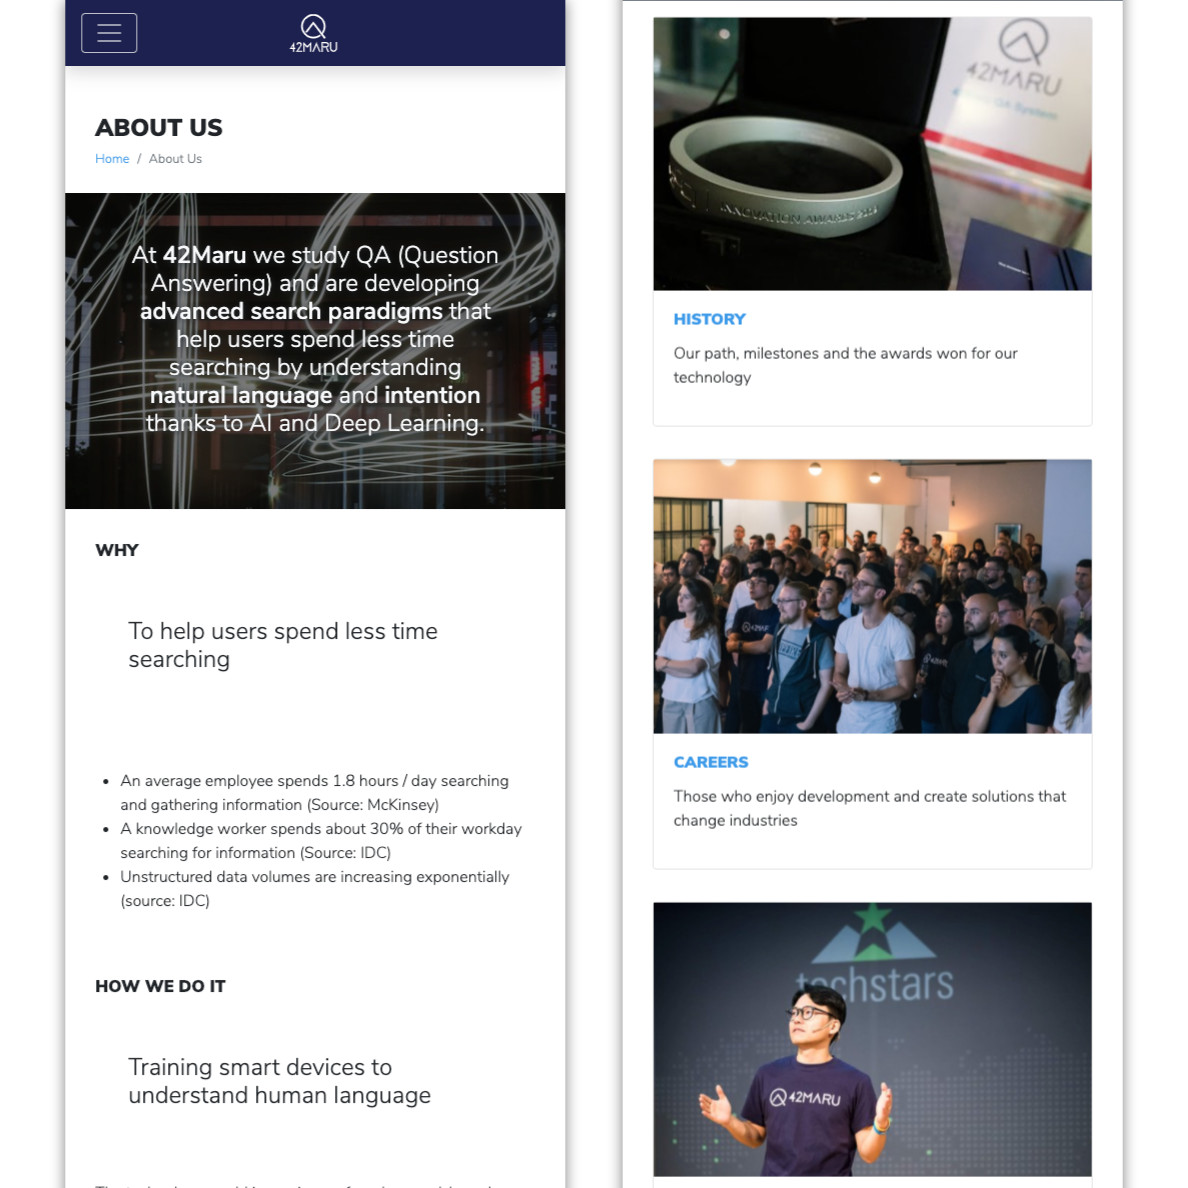 42MARU
ABOUT US
Home / About Us
At 42Maru we study QA (Question
Answering) and are developing
advanced search paradigms that
help users spend less time
searching by understanding
natural language and intention
thanks to AI and Deep Learning.
WHY
To help users spend less time
searching
• An average employee spends 1.8 hours / day searching
and gathering information (Source: McKinsey)
• A knowledge worker spends about 30% of their workday
searching for information (Source: IDC)
• Unstructured data volumes are increasing exponentially
(source: IDC)
HOW WE DO IT
Training smart devices to
understand human language
42MARU
QA System
INNOVATION AWARDS
HISTORY
Our path, milestones and the awards won for our
technology
42MARU
CAREERS
Those who enjoy development and create solutions that
change industries
techstars
42MARU